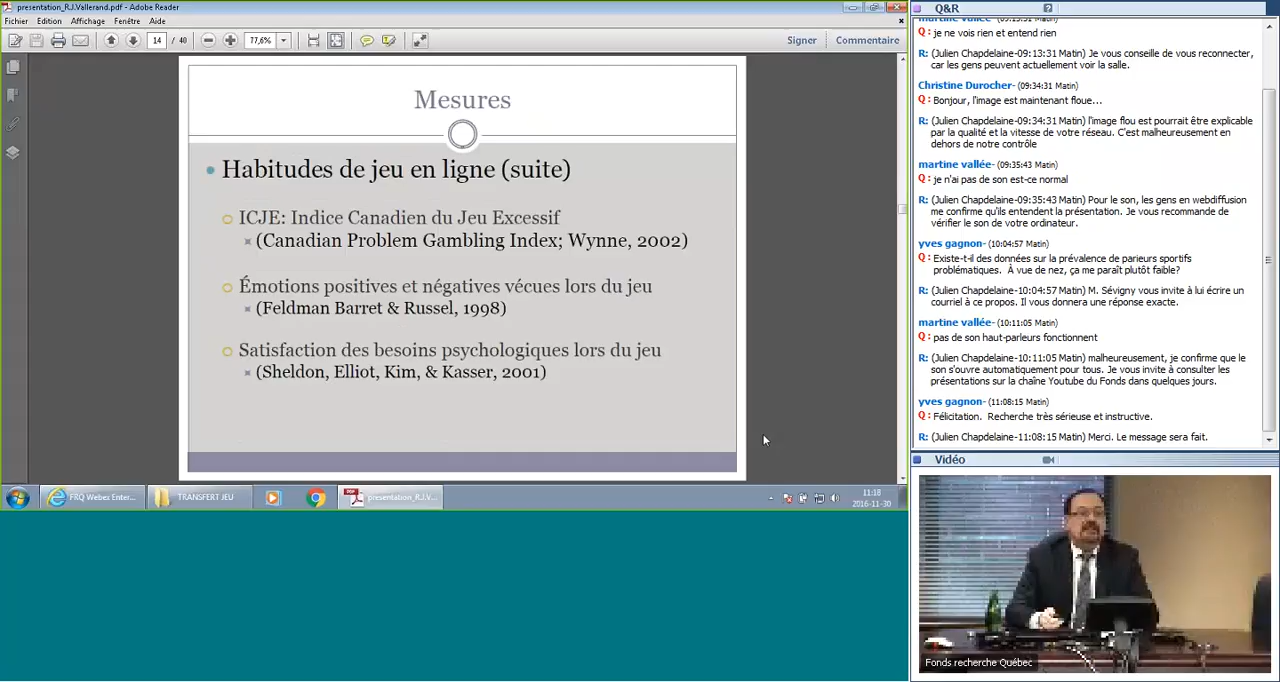 presentation_R.J.Vallerand.pdf - Adobe Reader
Fichier Edition Affichage Fenêtre Aide
14 / 40 77,6% Signer Commentaire
Mesures
Habitudes de jeu en ligne (suite)
ICJE: Indice Canadien du Jeu Excessif
(Canadian Problem Gambling Index; Wynne, 2002)
Émotions positives et négatives vécues lors du jeu
(Feldman Barret & Russel, 1998)
Satisfaction des besoins psychologiques lors du jeu
(Sheldon, Elliot, Kim, & Kasser, 2001)
FRQ Webex Enter... TRANSFERT JEU presentation_R.J.V...
11:18
2016-11-30
Q&R
martine vallée- (09:13:31 Matin)
Q: je ne vois rien et entend rien
R: (Julien Chapdelaine-09:13:31 Matin) Je vous conseille de vous reconnecter,
car les gens peuvent actuellement voir la salle.
Christine Durocher- (09:34:31 Matin)
Q: Bonjour, l'image est maintenant floue...
R: (Julien Chapdelaine-09:34:31 Matin) l'image flou est pourrait être explicable
par la qualité et la vitesse de votre réseau. C'est malheureusement en
dehors de notre contrôle
martine vallée- (09:35:43 Matin)
Q: je n'ai pas de son est-ce normal
R: (Julien Chapdelaine-09:35:43 Matin) Pour le son, les gens en webdiffusion
me confirme qu'ils entendent la présentation. Je vous recommande de
vérifier le son de votre ordinateur.
yves gagnon- (10:04:57 Matin)
Q: Existe-t-il des données sur la prévalence de parieurs sportifs
problématiques. À vue de nez, ça me paraît plutôt faible?
R: (Julien Chapdelaine-10:04:57 Matin) M. Sévigny vous invite à lui écrire un
courriel à ce propos. Il vous donnera une réponse exacte.
martine vallée- (10:11:05 Matin)
Q: pas de son haut-parleurs fonctionnent
R: (Julien Chapdelaine-10:11:05 Matin) malheureusement, je confirme que le
son s'ouvre automatiquement pour tous. Je vous invite à consulter les
présentations sur la chaîne Youtube du Fonds dans quelques jours.
yves gagnon- (11:08:15 Matin)
Q: Félicitation. Recherche très sérieuse et instructive.
R: (Julien Chapdelaine-11:08:15 Matin) Merci. Le message sera fait.
Vidéo
Fonds recherche Québec